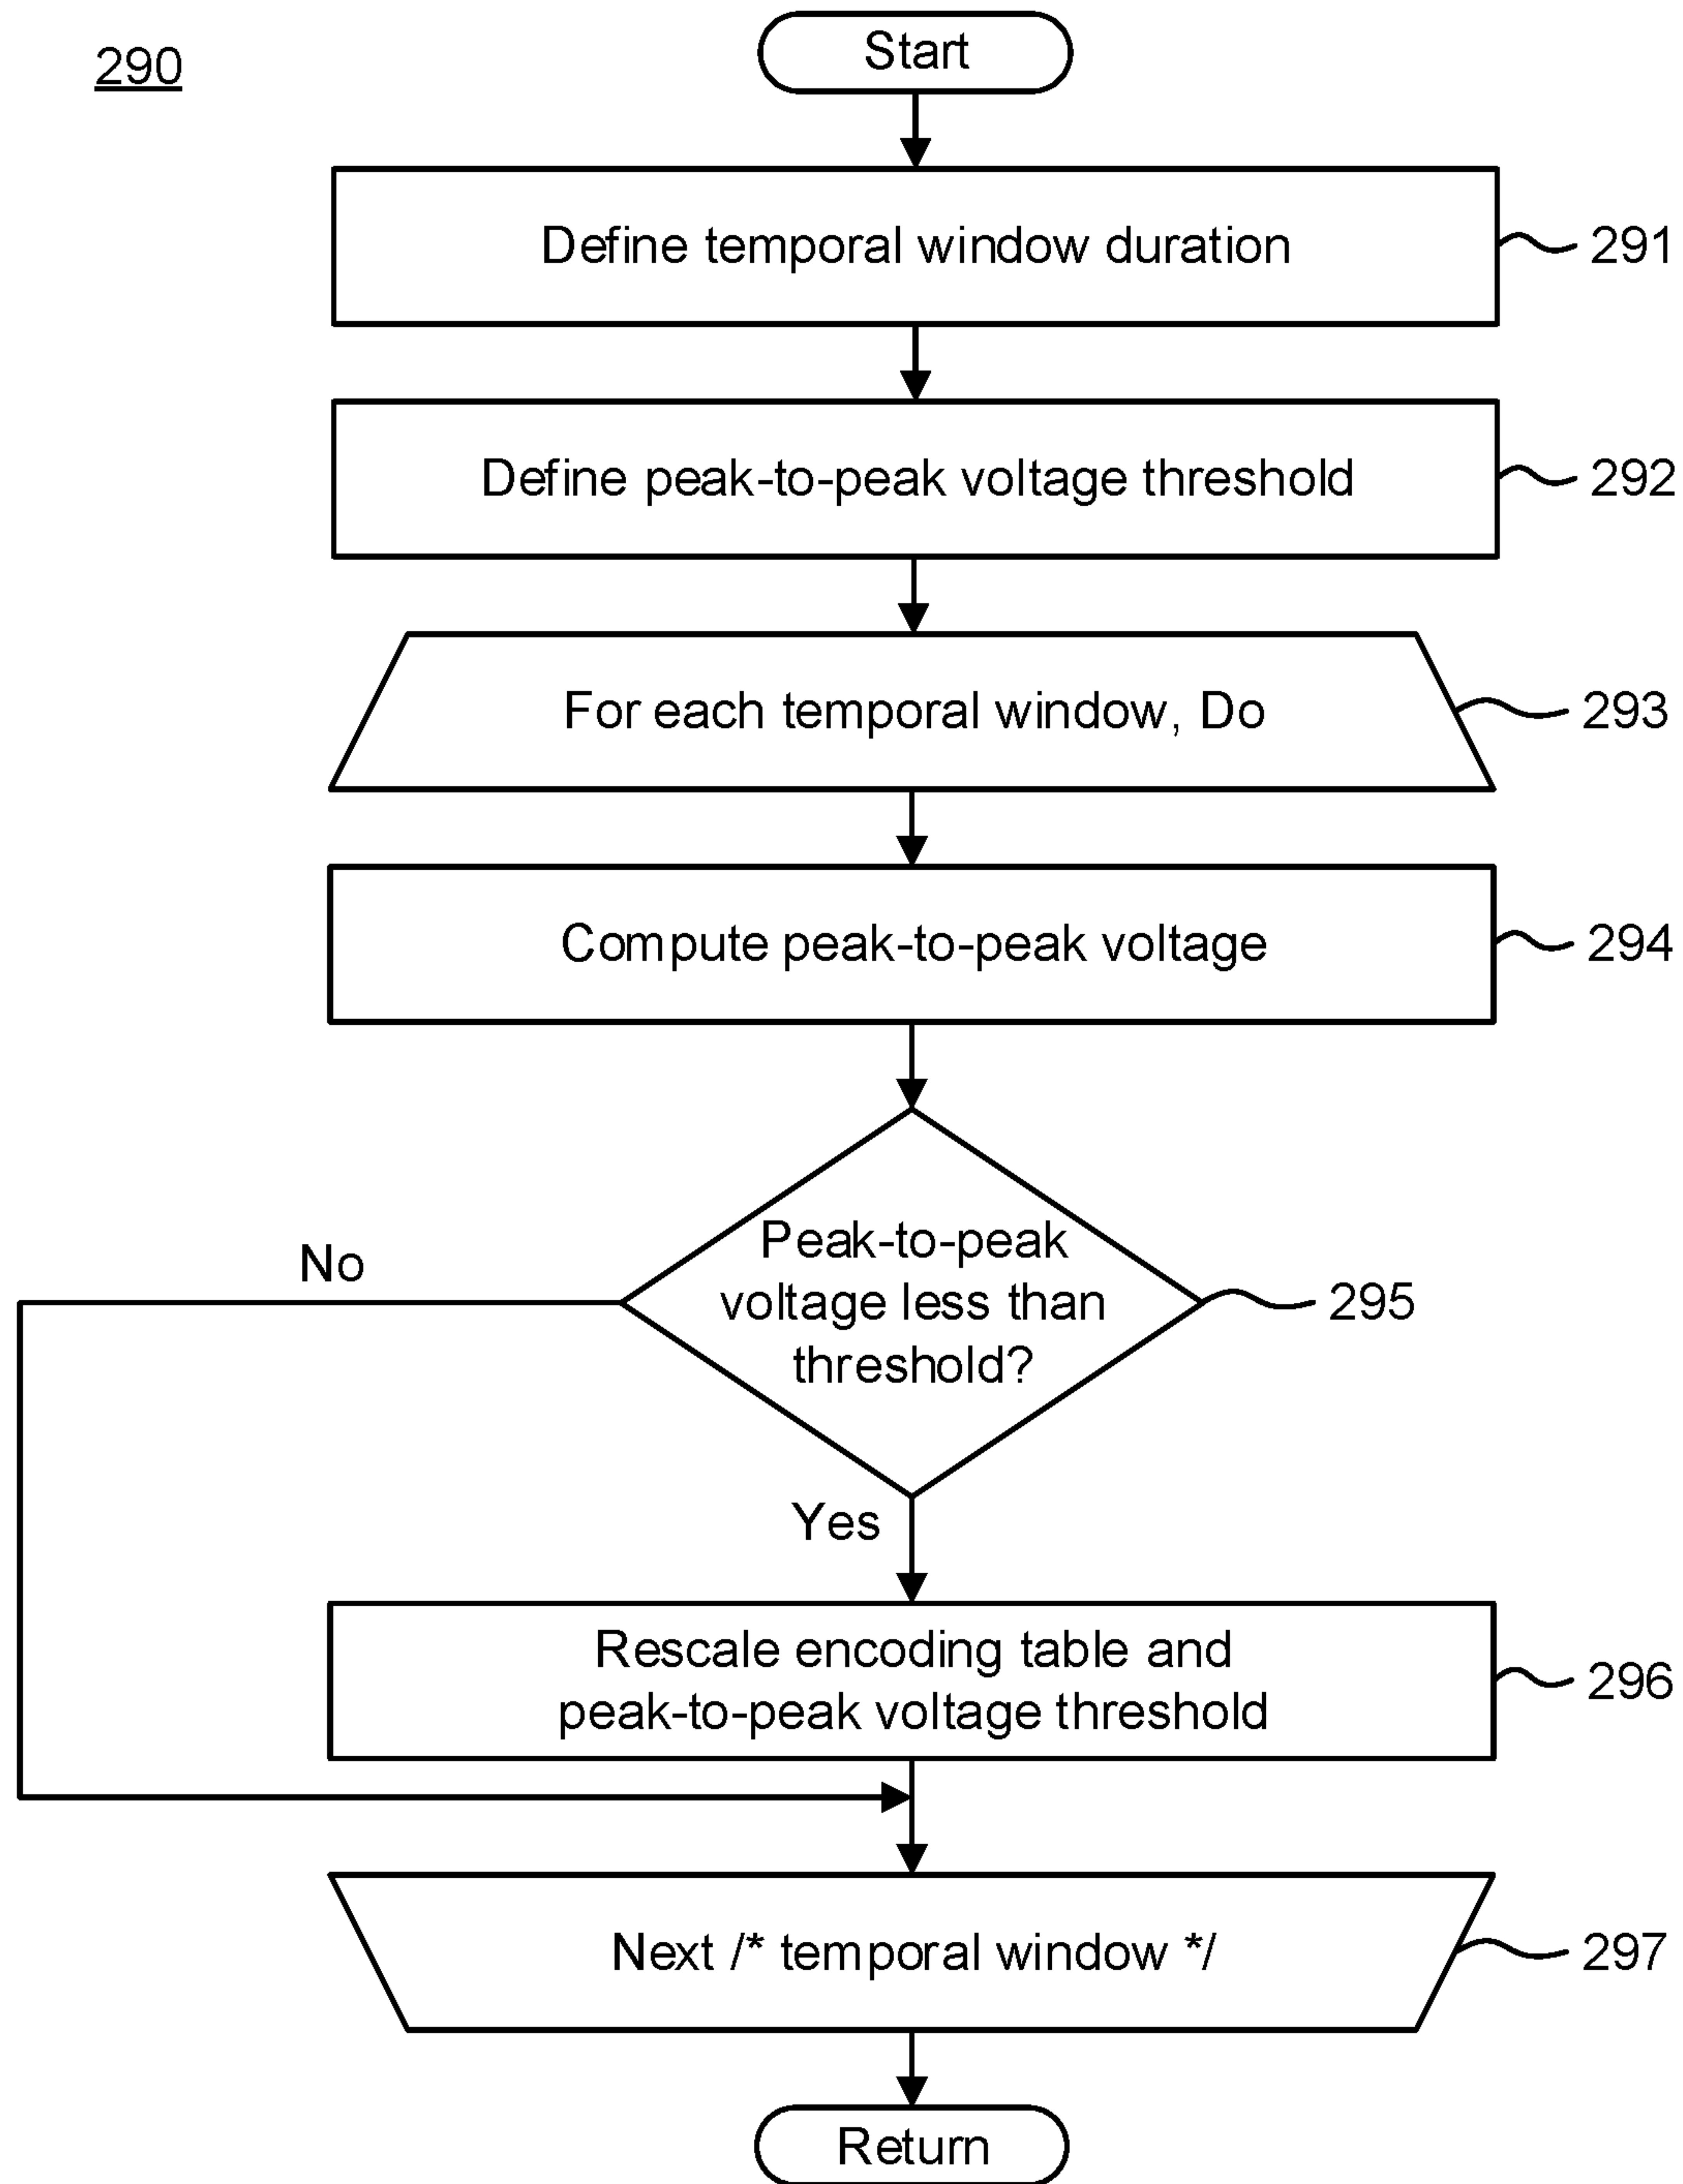 290
Start
Define temporal window duration
291
Define peak-to-peak voltage threshold
292
For each temporal window, Do
293
Compute peak-to-peak voltage
294
Peak-to-peak
voltage less than
threshold?
295
No
Yes
Rescale encoding table and
peak-to-peak voltage threshold
296
Next /* temporal window */
297
Return